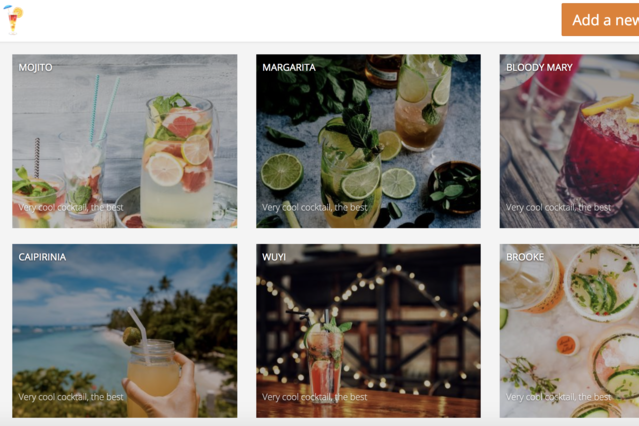 Add a new
MOJITO
Very cool cocktail, the best
MARGARITA
Very cool cocktail, the best
BLOODY MARY
Very cool cocktail, the best
CAIPIRINIA
Very cool cocktail, the best
WUYI
Very cool cocktail, the best
BROOKE
Very cool cocktail, the best